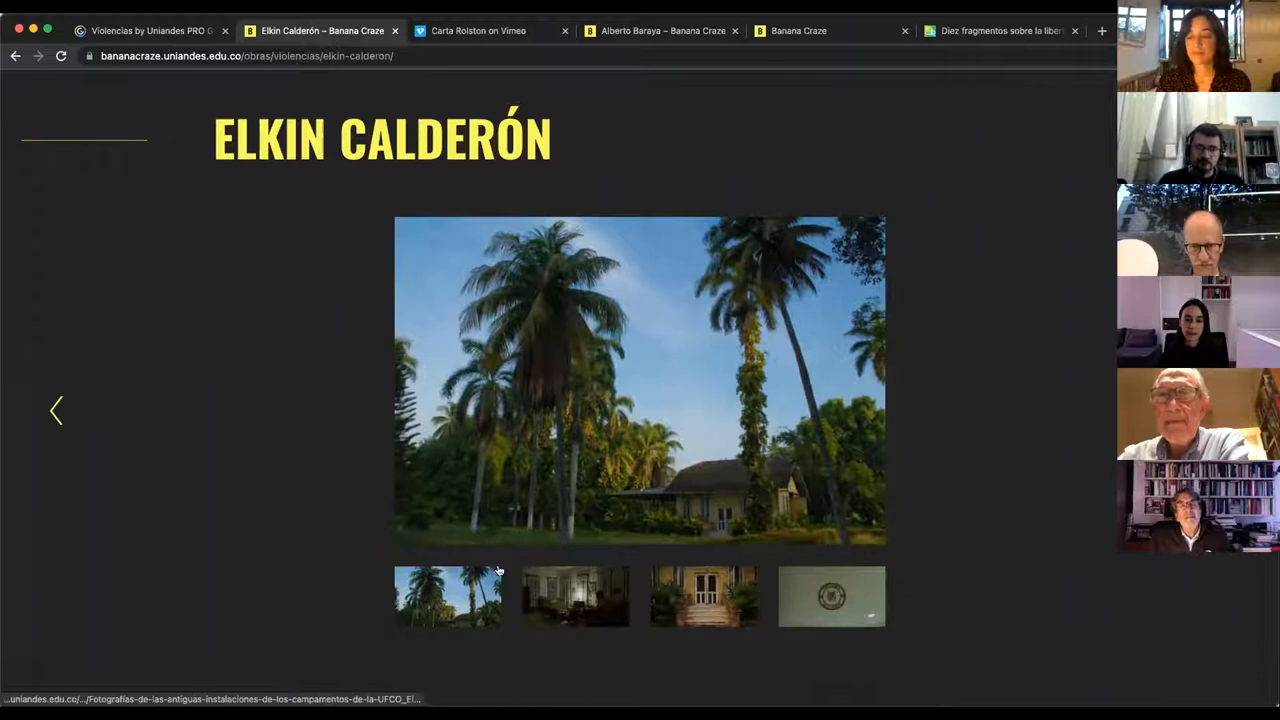 Violencias by Uniandes PRO G
Elkin Calderón – Banana Craze
Carta Rolston on Vimeo
Alberto Baraya – Banana Craze
Banana Craze
Diez fragmentos sobre la libert
bananacraze.uniandes.edu.co/obras/violencias/elkin-calderon/
ELKIN CALDERÓN
...uniandes.edu.co/.../Fotografías-de-las-antiguas-instalaciones-de-los-campamentos-de-la-UFCO_El...